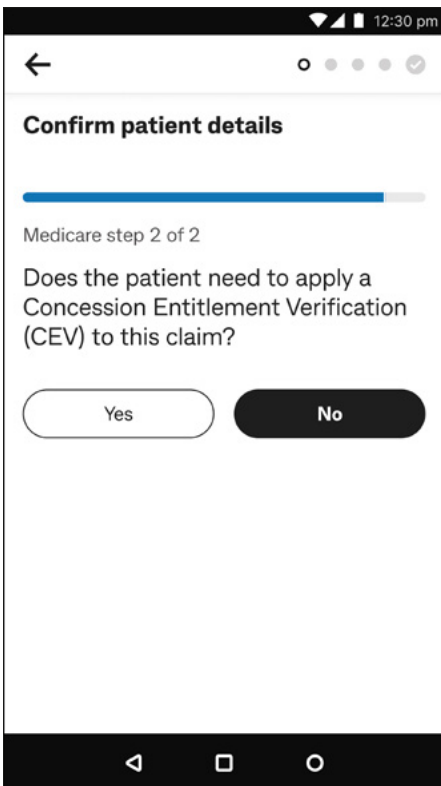 12:30 pm
Confirm patient details
Medicare step 2 of 2
Does the patient need to apply a
Concession Entitlement Verification
(CEV) to this claim?
Yes No